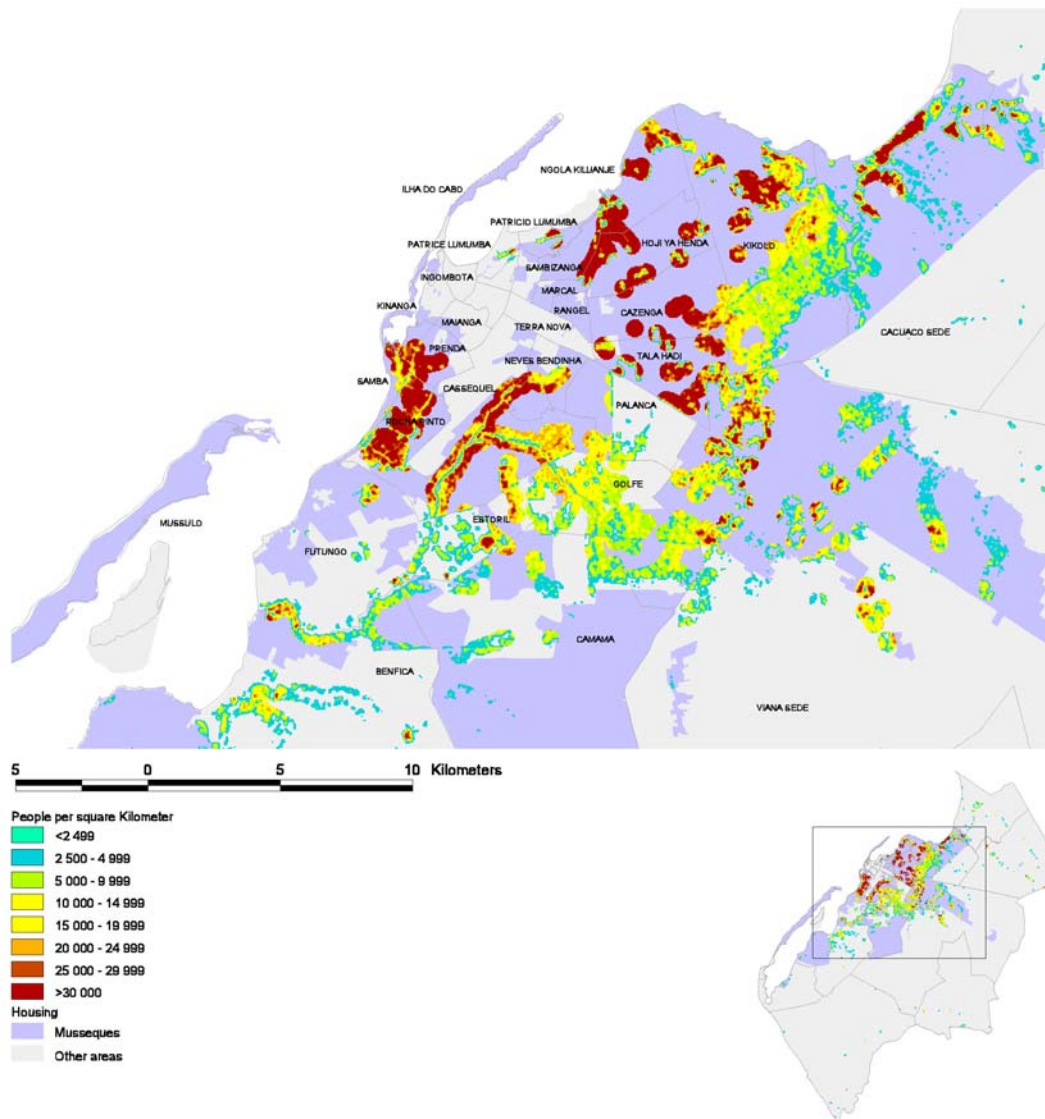 NGOLA KILUANJE
ILHA DO CABO
PATRICIO LUMUMBA
PATRICE LUMUMBA
HOJI YA HENDA
KIKOLO
SAMBIZANGA
INGOMBOTA
MARCAL
KINANGA
RANGEL
CAZENGA
MAIANGA
TERRA NOVA
CACUACO SEDE
PRENDA
NEVES BENDINHA
TALA HADI
SAMBA
CASSEQUEL
PALANCA
ROCHA PINTO
GOLFE
MUSSULO
ESTORIL
FUTUNGO
CAMAMA
BENFICA
VIANA SEDE
5 0 5 10 Kilometers
People per square Kilometer
<2 499
2 500 - 4 999
5 000 - 9 999
10 000 - 14 999
15 000 - 19 999
20 000 - 24 999
25 000 - 29 999
>30 000
Housing
Musseques
Other areas